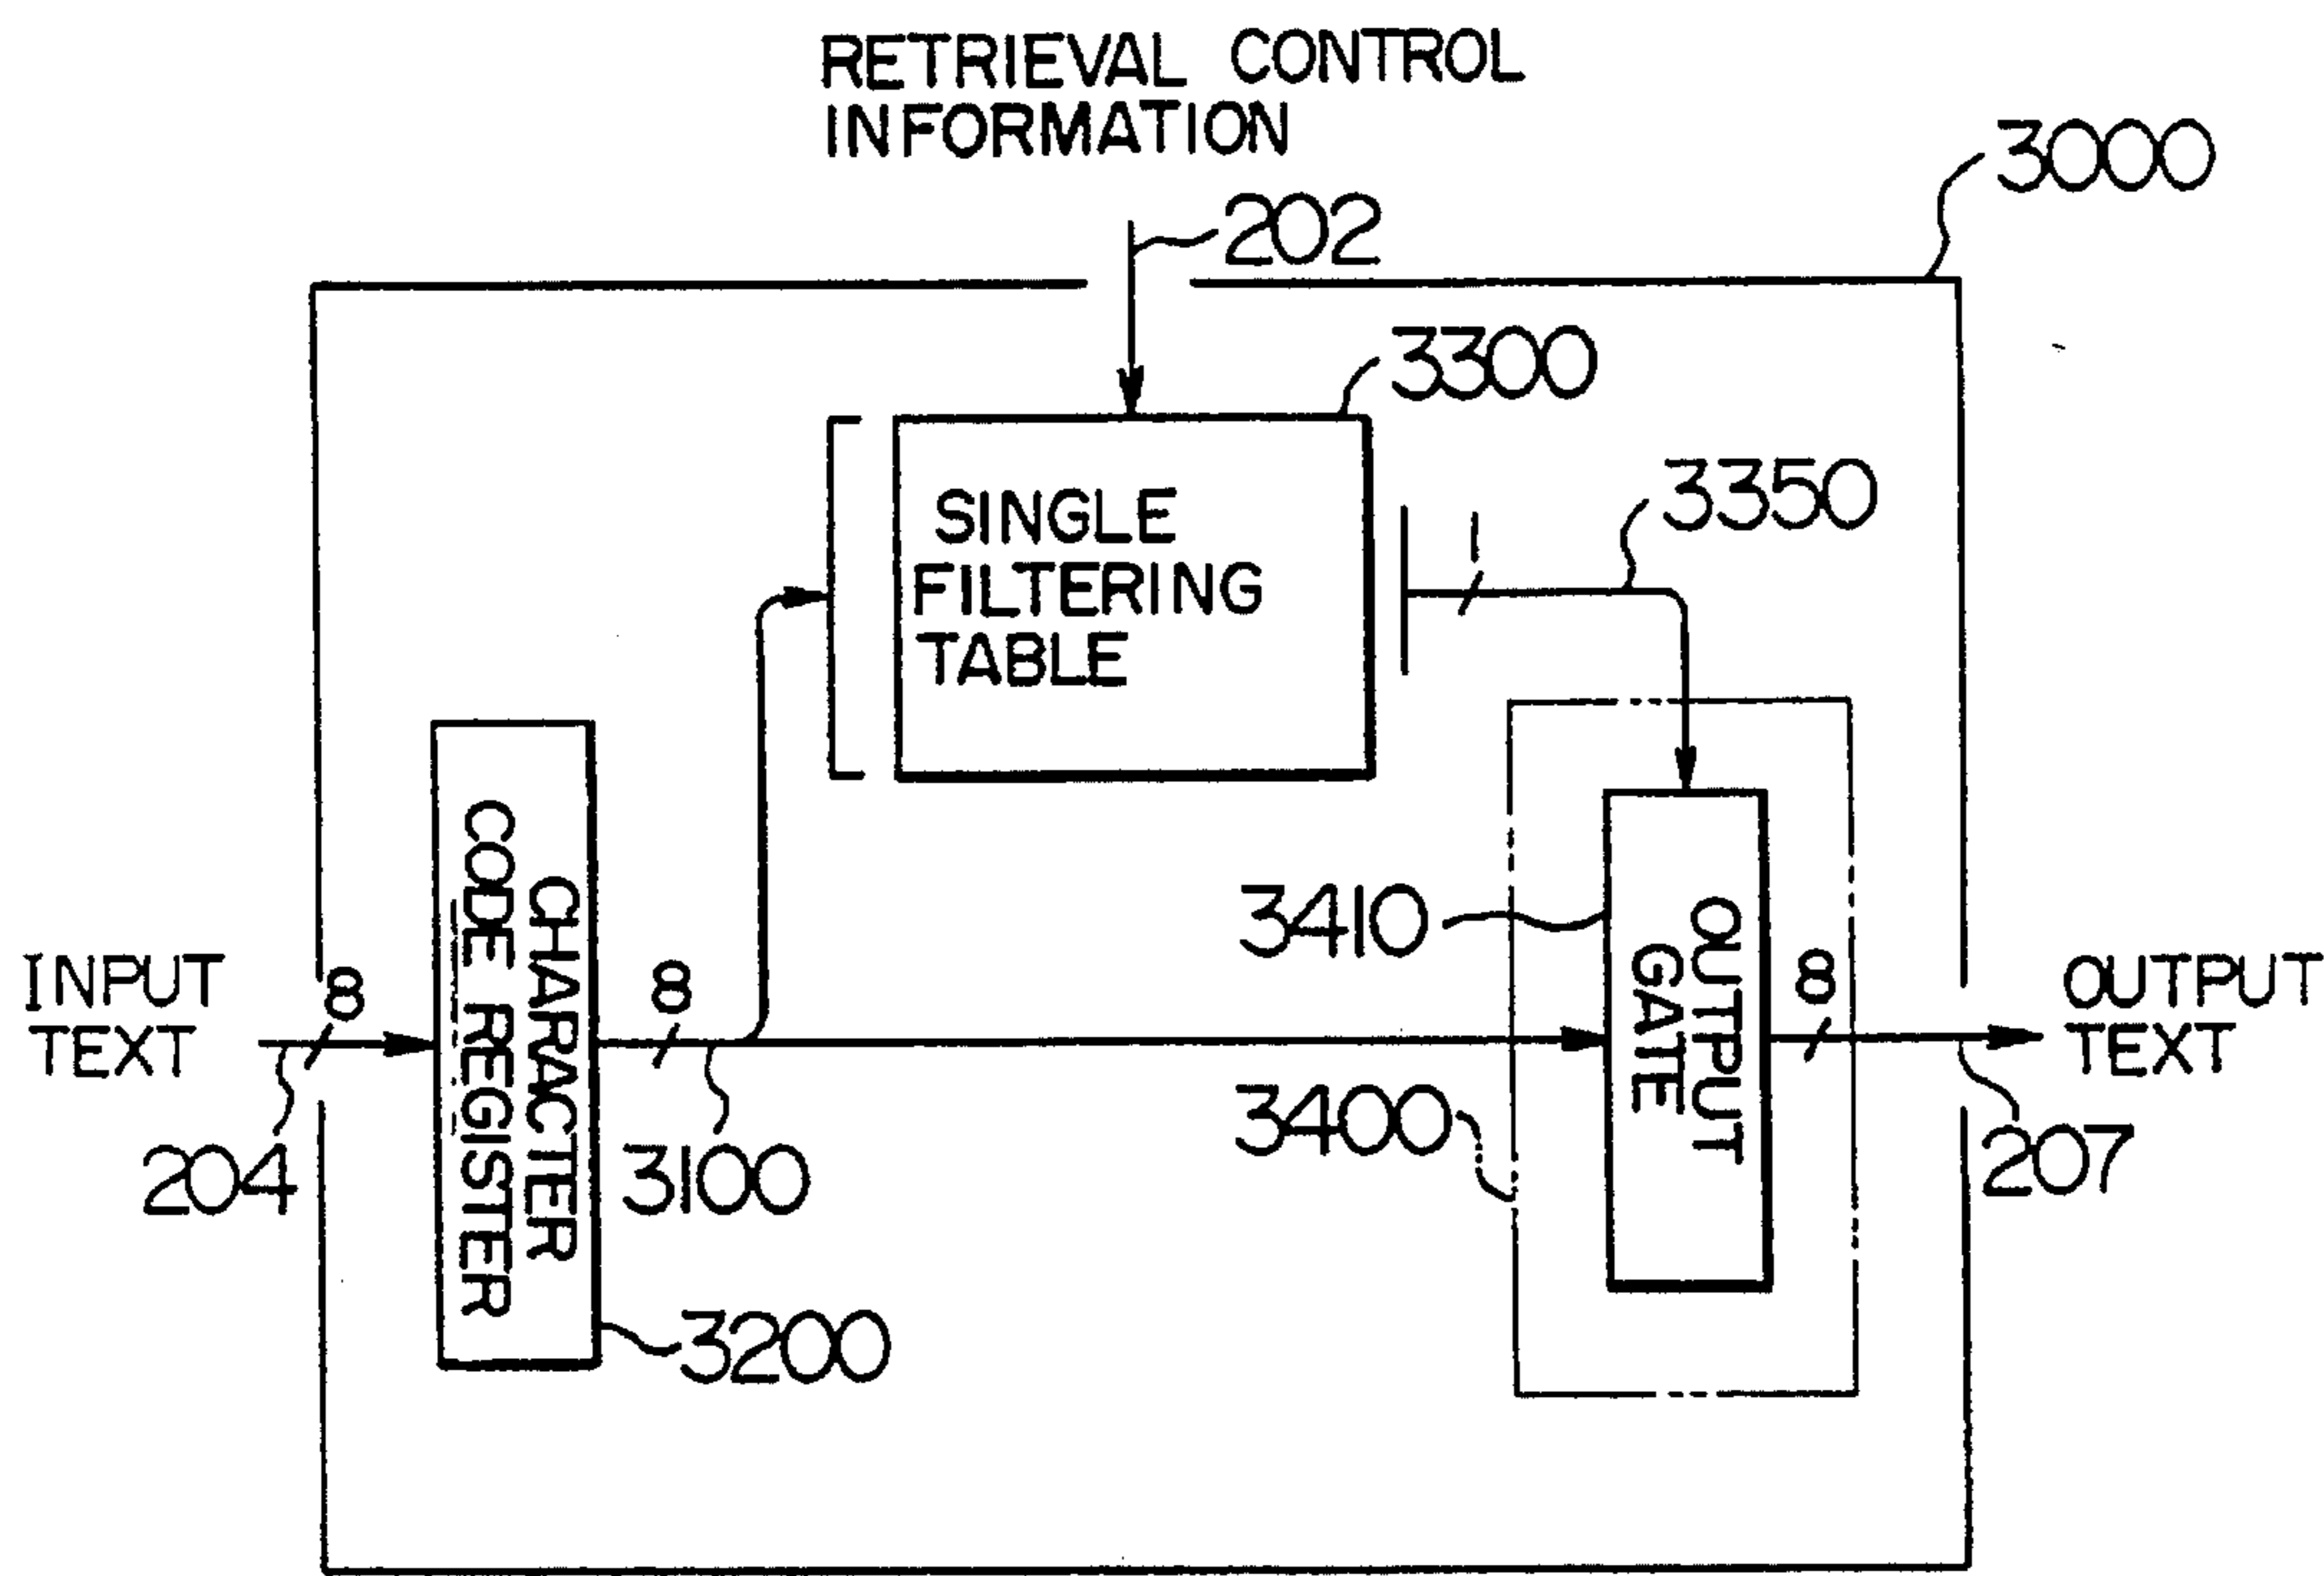 RETRIEVAL CONTROL
INFORMATION
3000
202
3300
SINGLE
FILTERING
TABLE
1
3350
CHARACTER
CODE REGISTER
3410
OUTPUT
GATE
INPUT
TEXT
8
8
8
OUTPUT
TEXT
204
3100
3400
207
3200